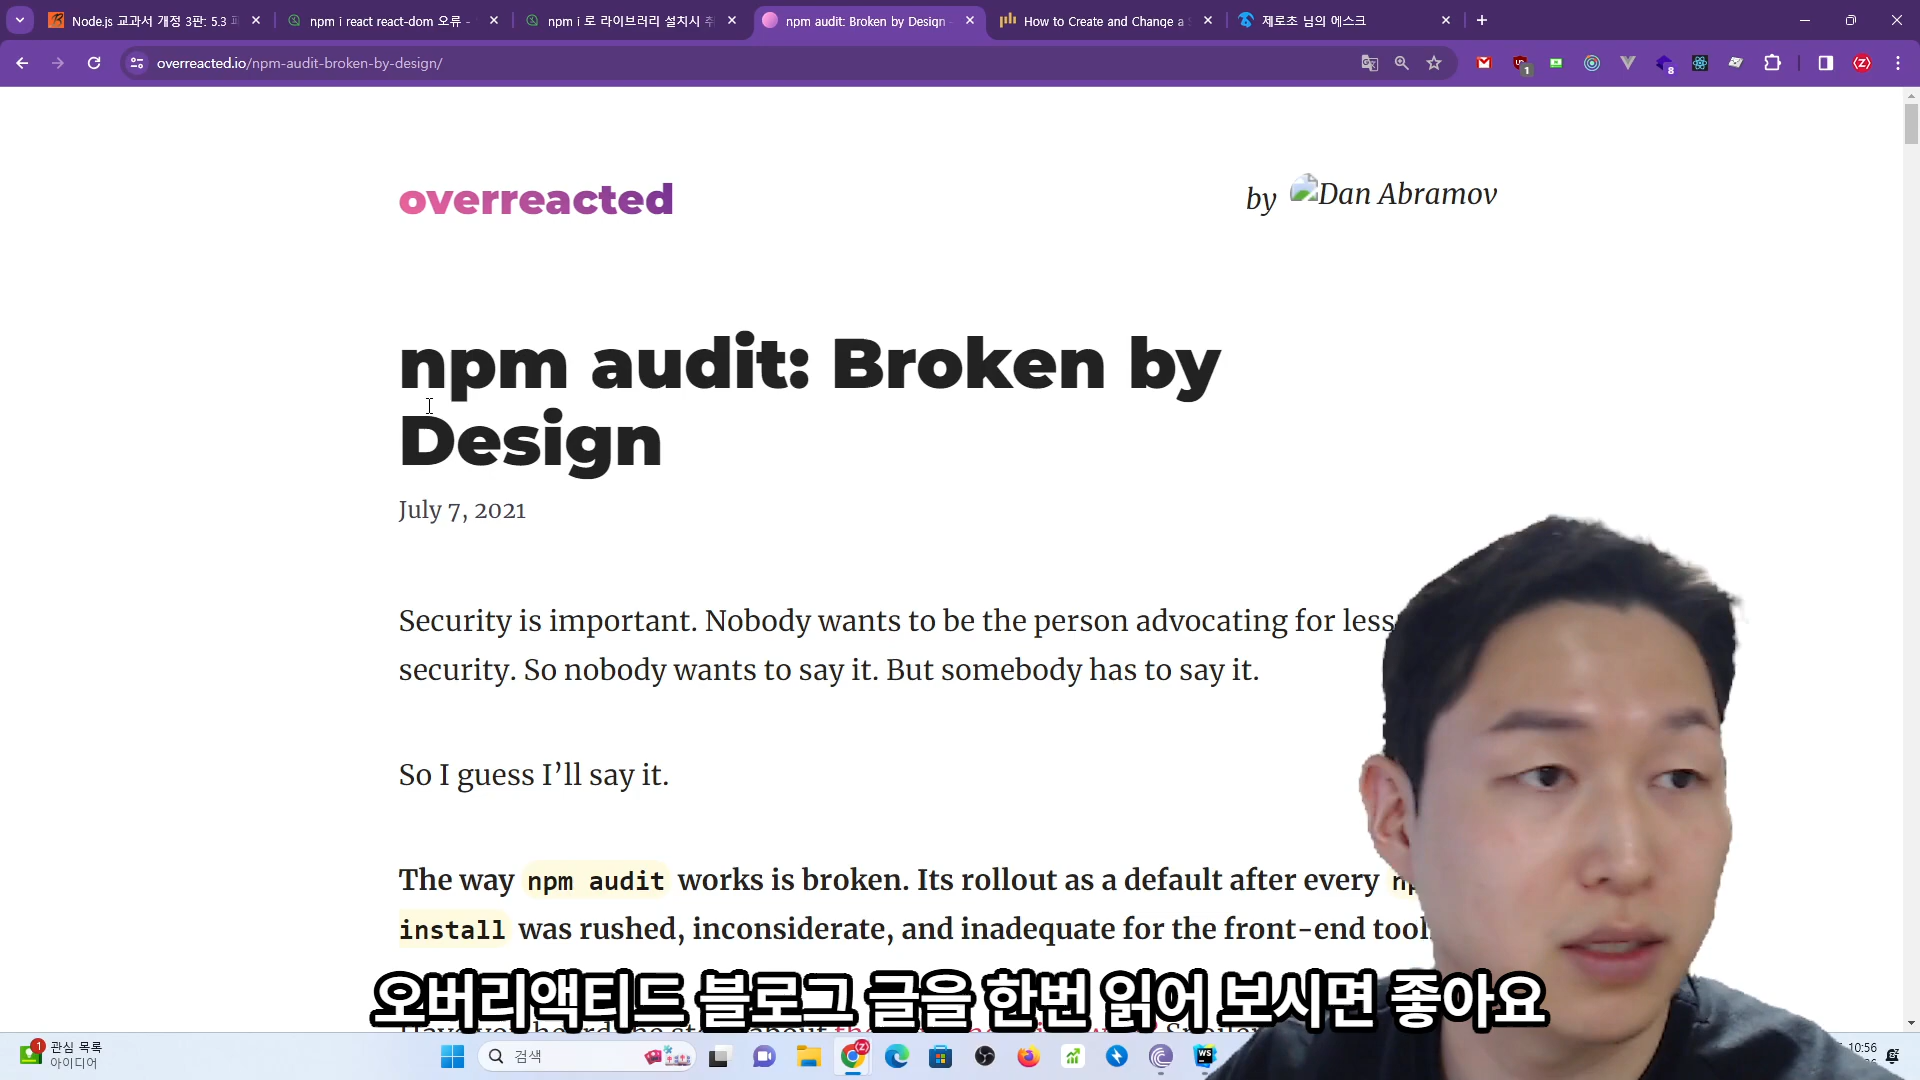 Node.js 교과서 개정 3판: 5.3
npm i react react-dom 오류 -
npm i 로 라이브러리 설치시
npm audit: Broken by Design -
How to Create and Change a
제로초 님의 에스크
overreacted.io/npm-audit-broken-by-design/
1
8
overreacted
by Dan Abramov
npm audit: Broken by
Design
July 7, 2021
Security is important. Nobody wants to be the person advocating for less
security. So nobody wants to say it. But somebody has to say it.
So I guess I’ll say it.
The way npm audit works is broken. Its rollout as a default after every
install was rushed, inconsiderate, and inadequate for the front-end
오버리액티드 블로그 글을 한번 읽어 보시면 좋아요
1
관심 목록
아이디어
검색
WS
10:56